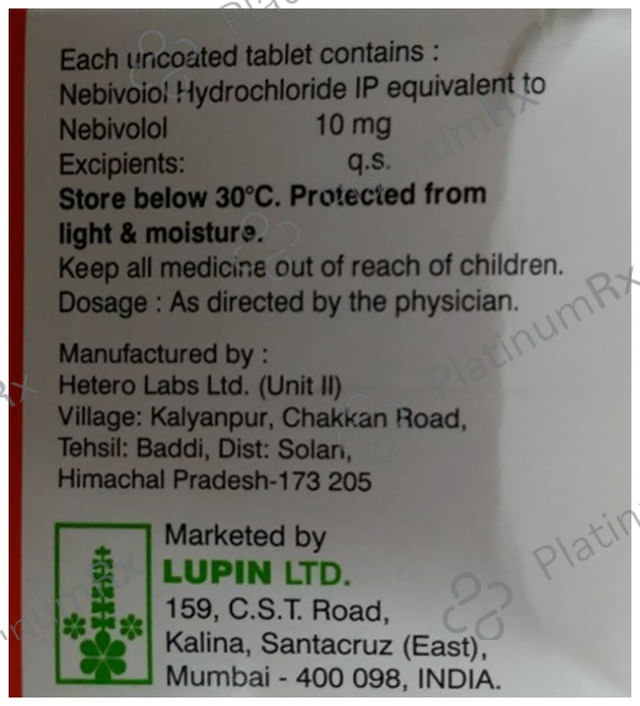 Each uncoated tablet contains :
Nebivolol Hydrochloride IP equivalent to
Nebivolol 10 mg
Excipients: q.s.
Store below 30°C. Protected from
light & moisture.
Keep all medicine out of reach of children.
Dosage : As directed by the physician.
Manufactured by :
Hetero Labs Ltd. (Unit II)
Village: Kalyanpur, Chakkan Road,
Tehsil: Baddi, Dist: Solan,
Himachal Pradesh-173 205
Marketed by
LUPIN LTD.
159, C.S.T. Road,
Kalina, Santacruz (East),
Mumbai - 400 098, INDIA.
PlatinumRx